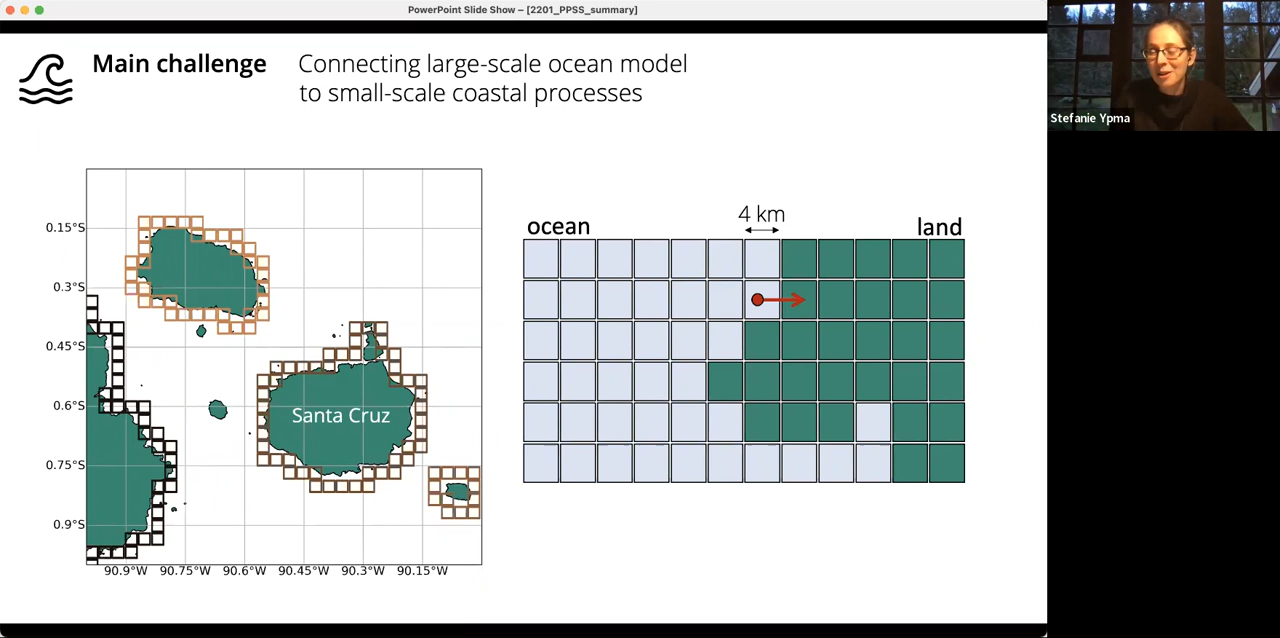 PowerPoint Slide Show – [2201_PPSS_summary]
Main challenge
Connecting large-scale ocean model
to small-scale coastal processes
Stefanie Ypma
0.15°S
0.3°S
0.45°S
0.6°S
0.75°S
0.9°S
90.9°W 90.75°W 90.6°W 90.45°W 90.3°W 90.15°W
Santa Cruz
4 km
ocean
land